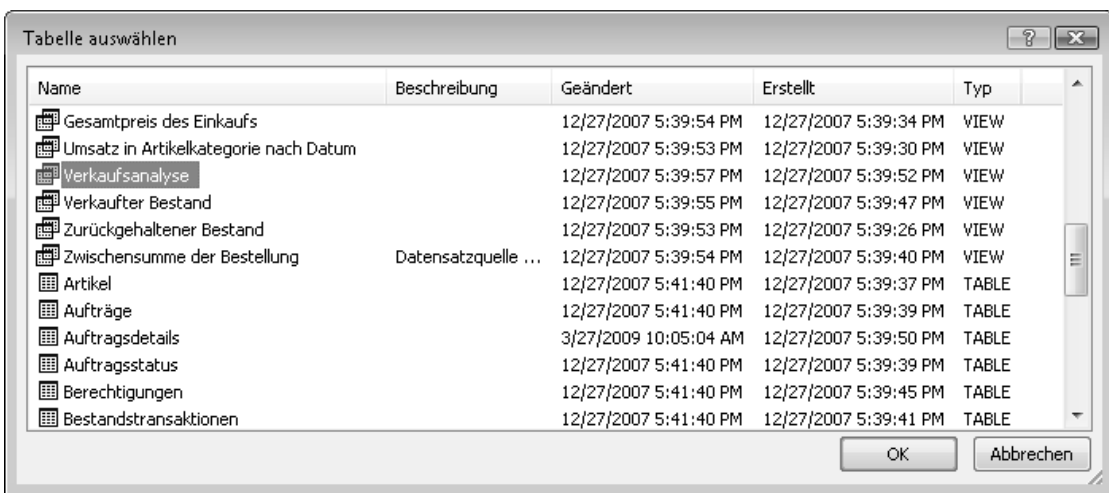 Tabelle auswählen
Name Beschreibung Geändert Erstellt Typ
Gesamtpreis des Einkaufs 12/27/2007 5:39:54 PM 12/27/2007 5:39:34 PM VIEW
Umsatz in Artikelkategorie nach Datum 12/27/2007 5:39:53 PM 12/27/2007 5:39:30 PM VIEW
Verkaufsanalyse 12/27/2007 5:39:57 PM 12/27/2007 5:39:52 PM VIEW
Verkaufter Bestand 12/27/2007 5:39:55 PM 12/27/2007 5:39:47 PM VIEW
Zurückgehaltener Bestand 12/27/2007 5:39:53 PM 12/27/2007 5:39:26 PM VIEW
Zwischensumme der Bestellung Datensatzquelle ... 12/27/2007 5:39:54 PM 12/27/2007 5:39:40 PM VIEW
Artikel 12/27/2007 5:41:40 PM 12/27/2007 5:39:37 PM TABLE
Aufträge 12/27/2007 5:41:40 PM 12/27/2007 5:39:39 PM TABLE
Auftragsdetails 3/27/2009 10:05:04 AM 12/27/2007 5:39:50 PM TABLE
Auftragsstatus 12/27/2007 5:41:40 PM 12/27/2007 5:39:39 PM TABLE
Berechtigungen 12/27/2007 5:41:40 PM 12/27/2007 5:39:45 PM TABLE
Bestandstransaktionen 12/27/2007 5:41:40 PM 12/27/2007 5:39:41 PM TABLE
OK Abbrechen